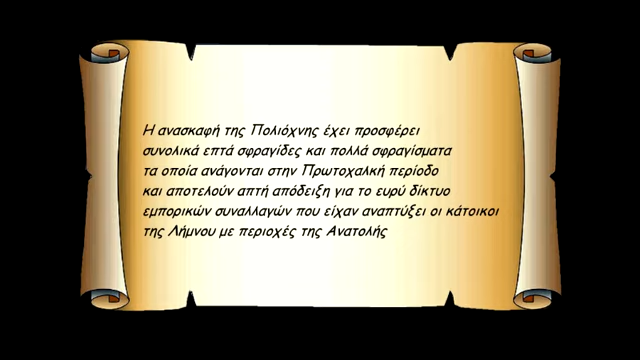 Η ανασκαφή της Πολιόχνης έχει προσφέρει
συνολικά επτά σφραγίδες και πολλά σφραγίσματα
τα οποία ανάγονται στην Πρωτοχαλκή περίοδο
και αποτελούν απτή απόδειξη για το ευρύ δίκτυο
εμπορικών συναλλαγών που είχαν αναπτύξει οι κάτοικοι
της Λήμνου με περιοχές της Ανατολής